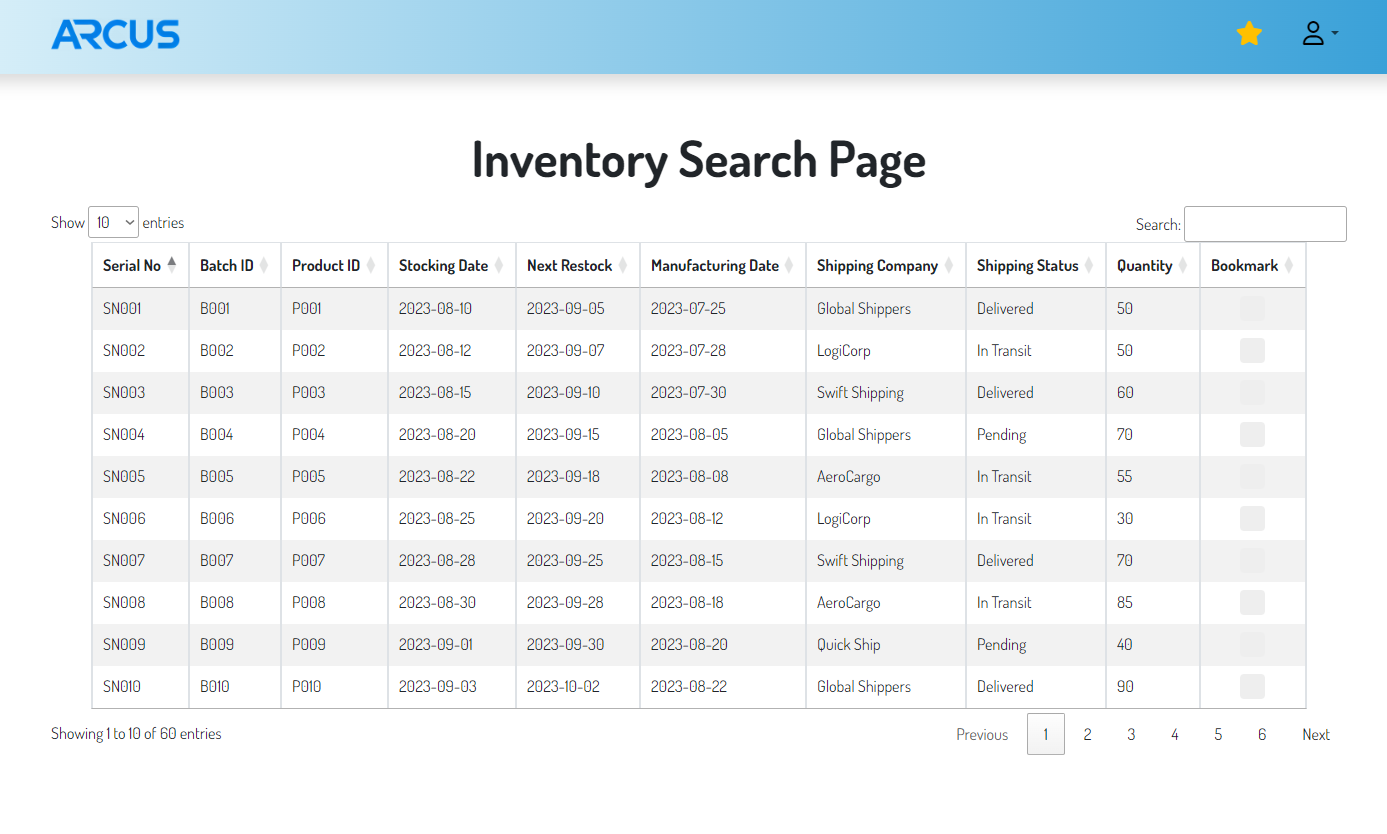 ARCUS
Inventory Search Page
Show 10 entries Search:
Serial No Batch ID Product ID Stocking Date Next Restock Manufacturing Date Shipping Company Shipping Status Quantity Bookmark
SN001 B001 P001 2023-08-10 2023-09-05 2023-07-25 Global Shippers Delivered 50
SN002 B002 P002 2023-08-12 2023-09-07 2023-07-28 LogiCorp In Transit 50
SN003 B003 P003 2023-08-15 2023-09-10 2023-07-30 Swift Shipping Delivered 60
SN004 B004 P004 2023-08-20 2023-09-15 2023-08-05 Global Shippers Pending 70
SN005 B005 P005 2023-08-22 2023-09-18 2023-08-08 AeroCargo In Transit 55
SN006 B006 P006 2023-08-25 2023-09-20 2023-08-12 LogiCorp In Transit 30
SN007 B007 P007 2023-08-28 2023-09-25 2023-08-15 Swift Shipping Delivered 70
SN008 B008 P008 2023-08-30 2023-09-28 2023-08-18 AeroCargo In Transit 85
SN009 B009 P009 2023-09-01 2023-09-30 2023-08-20 Quick Ship Pending 40
SN010 B010 P010 2023-09-03 2023-10-02 2023-08-22 Global Shippers Delivered 90
Showing 1 to 10 of 60 entries Previous 1 2 3 4 5 6 Next